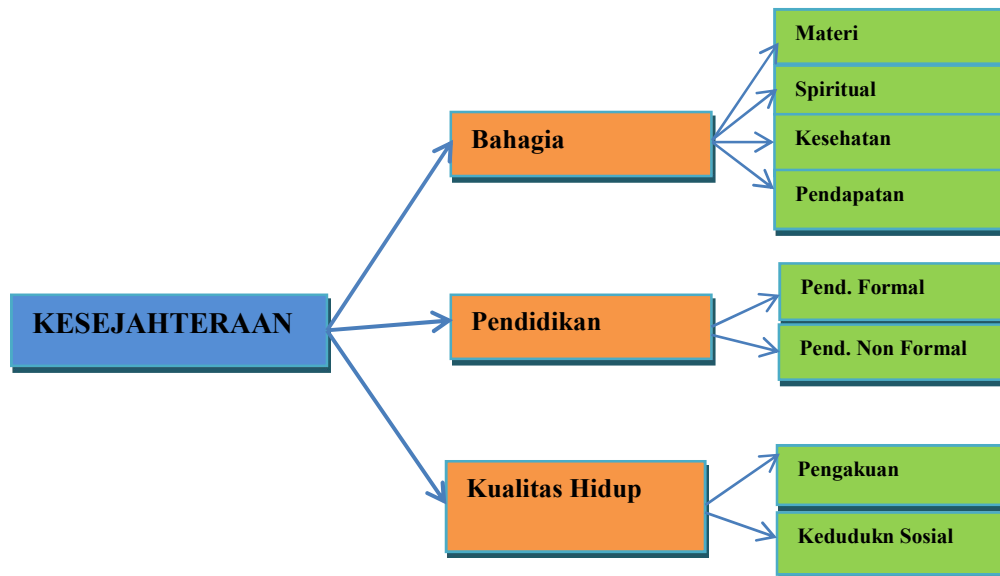 KESEJAHTERAAN
Bahagia
Materi
Spiritual
Kesehatan
Pendapatan
Pendidikan
Pend. Formal
Pend. Non Formal
Kualitas Hidup
Pengakuan
Kedudukn Sosial